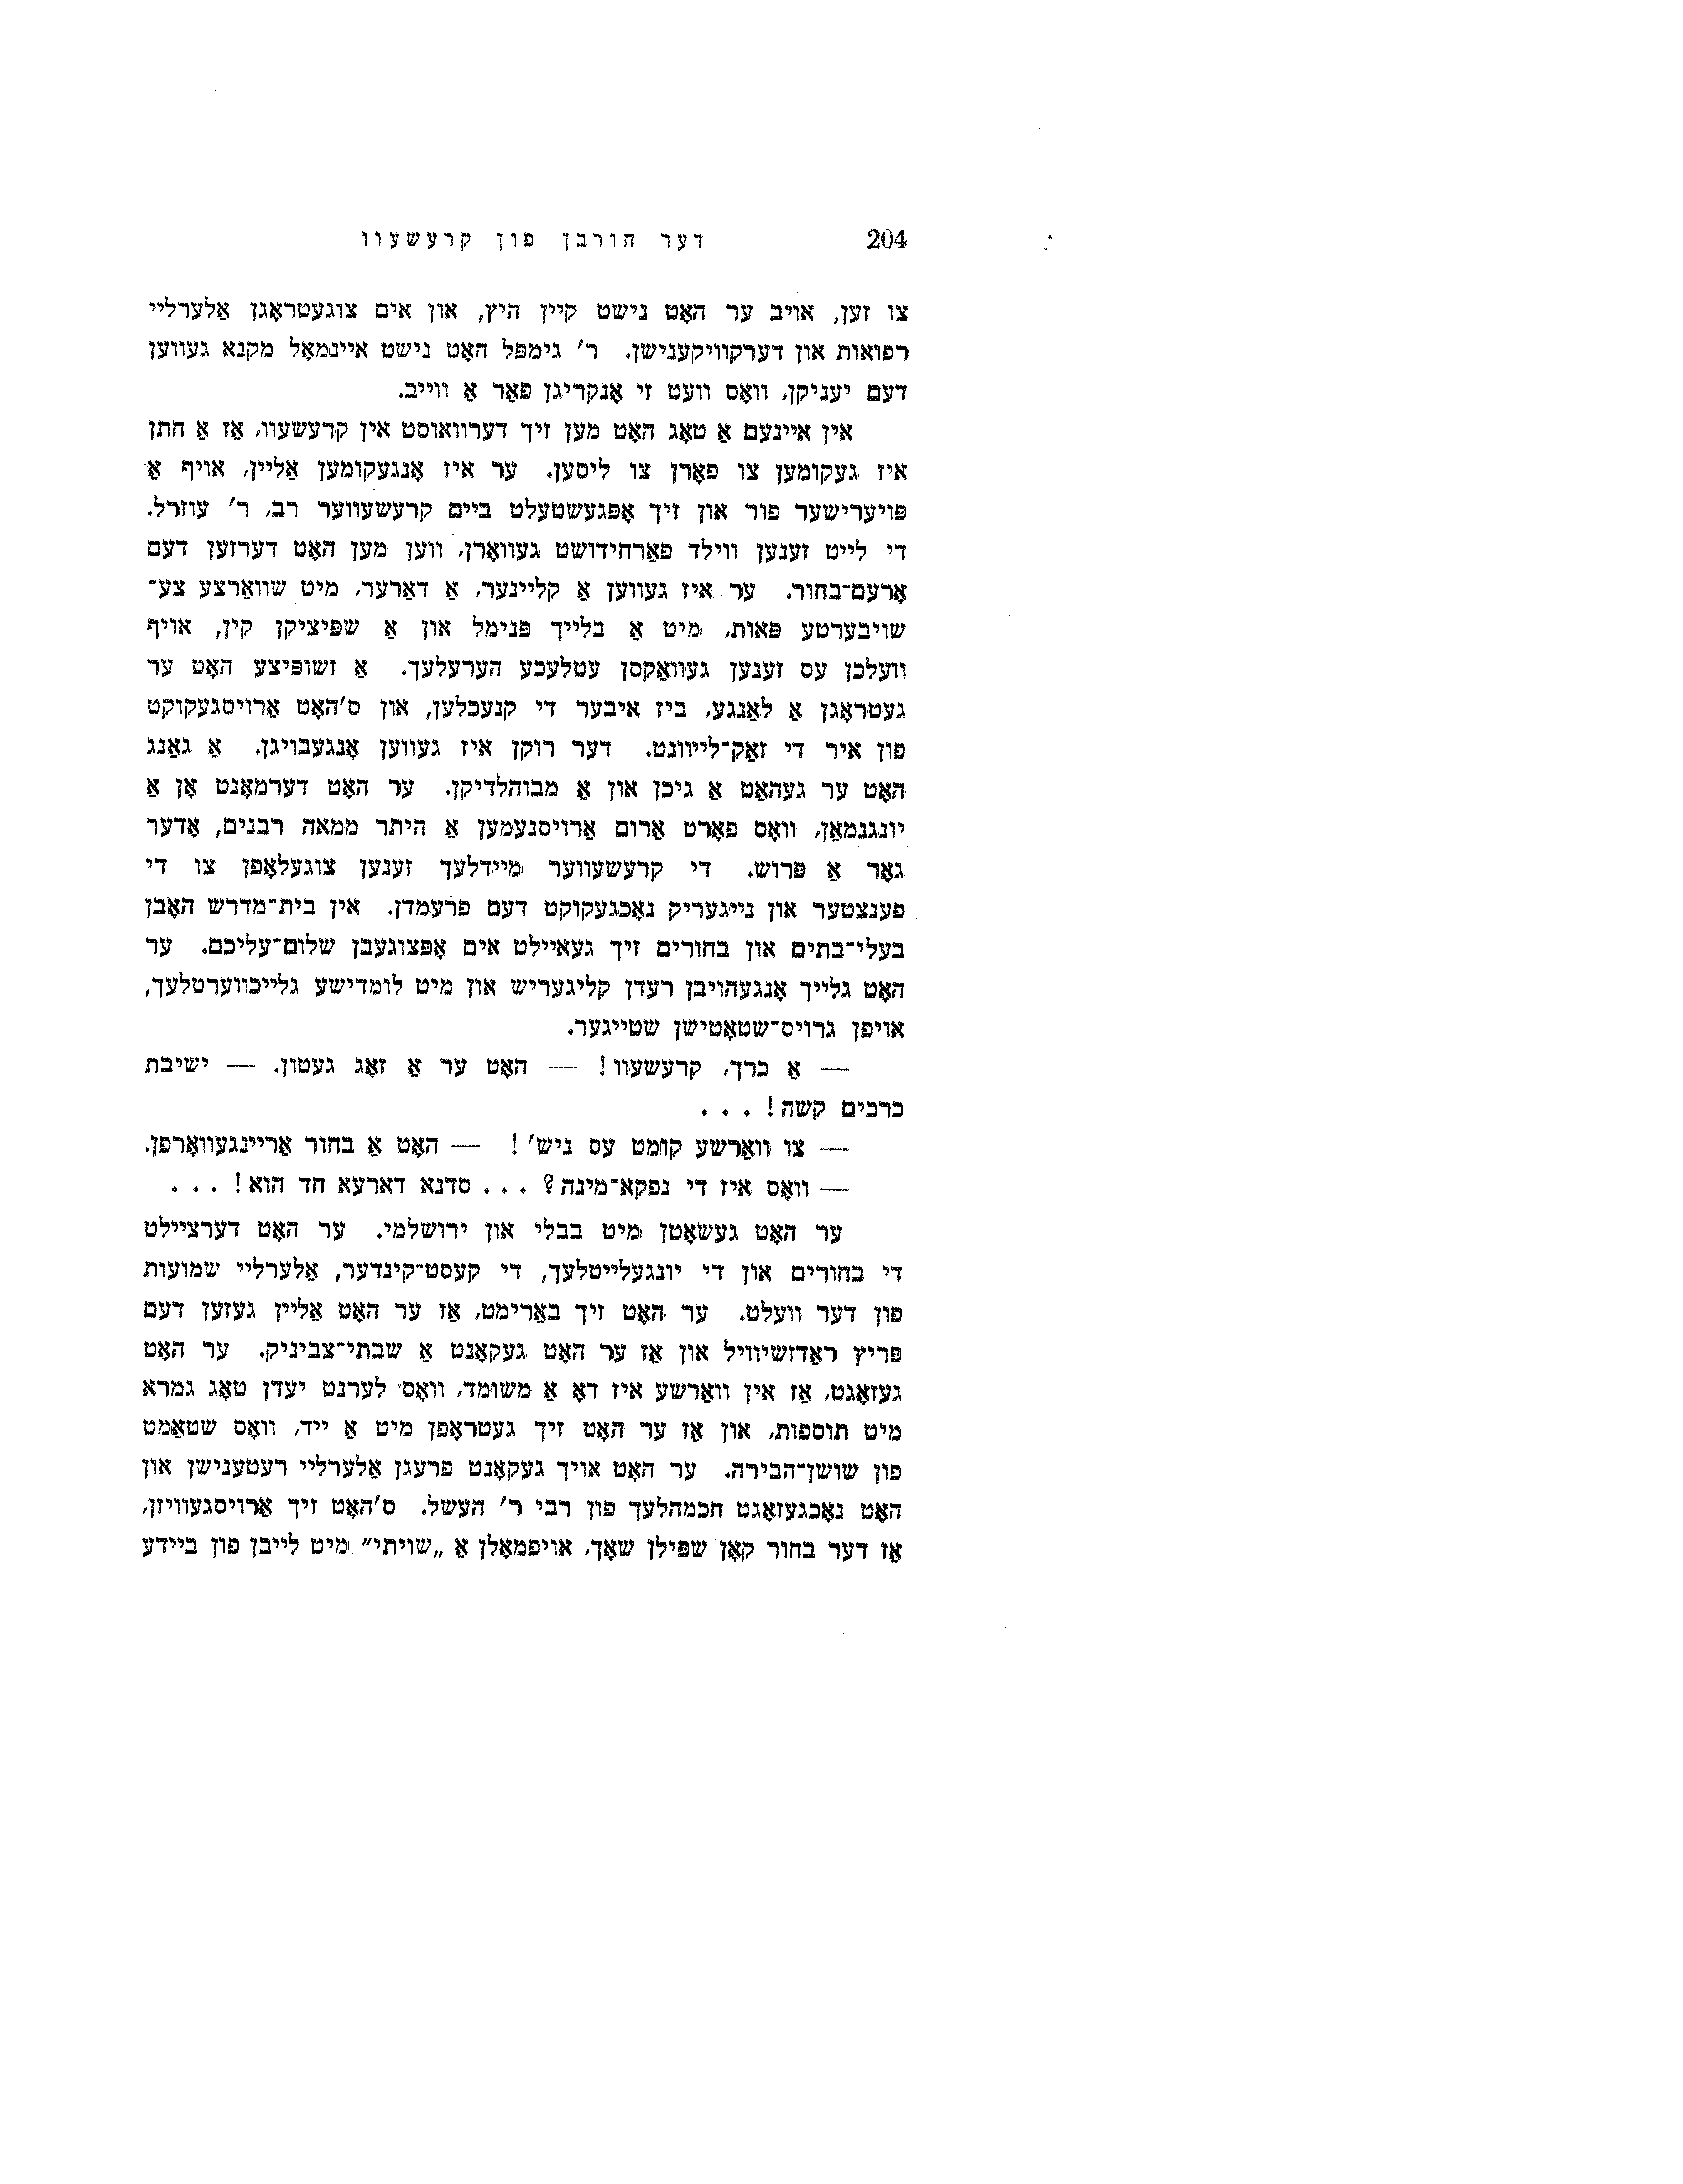 204 דער חורבן פון קרעשעוו
צו זען, אויב ער האָט נישט קיין היץ, און אים צוגעטראָגן אַלערליי
רפואות און דערקוויקענישן. ר' גימפּל האָט נישט איינמאָל מקנא געווען
דעם יעניקן, וואָס וועט זי אָנקריגן פאַר אַ ווייב.
אין איינעם אַ טאָג האָט מען זיך דערוואוסט אין קרעשעוו, אַז אַ חתן
איז געקומען צו פאָרן צו ליסען. ער איז אָנגעקומען אַליין, אויף אַ
פּויערישער פור און זיך אָפּגעשטעלט ביים קרעשעווער רב, ר' עוזרל.
די לייט זענען ווילד פאַרחידושט געוואָרן, ווען מען האָט דערזען דעם
אָרעם־בחור. ער איז געווען אַ קליינער, אַ דאַרער, מיט שוואַרצע צע־
שויבערטע פּאות, מיט אַ בלייך פּנימל און אַ שפּיציקן קין, אויף
וועלכן עס זענען געוואַקסן עטלעכע הערעלעך. אַ זשופּיצע האָט ער
געטראָגן אַ לאַנגע, ביז איבער די קנעכלען, און ס'האָט אַרויסגעקוקט
פון איר די זאַק־לייוונט. דער רוקן איז געווען אָנגעבויגן. אַ גאַנג
האָט ער געהאַט אַ גיכן און אַ מבוהלדיקן. ער האָט דערמאָנט אָן אַ
יונגנמאַן, וואָס פאָרט אַרום אַרויסנעמען אַ היתר ממאה רבנים, אָדער
גאָר אַ פּרוש. די קרעשעווער מיידלעך זענען צוגעלאָפן צו די
פענצטער און נייגעריק נאָכגעקוקט דעם פרעמדן. אין בית־מדרש האָבן
בעלי־בתים און בחורים זיך געאיילט אים אָפּצוגעבן שלום־עליכם. ער
האָט גלייך אָנגעהויבן רעדן קליגעריש און מיט לומדישע גלייכווערטלעך,
אויפן גרויס־שטאָטישן שטייגער.
— אַ כרך, קרעשעוו! — האָט ער אַ זאָג געטון. — ישיבת
כרכים קשה! . . .
— צו וואַרשע קומט עס ניש'! — האָט אַ בחור אַריינגעוואָרפן.
— וואָס איז די נפקא־מינה? . . . סדנא דארעא חד הוא! . . .
ער האָט געשאָטן מיט בבלי און ירושלמי. ער האָט דערציילט
די בחורים און די יונגעלייטלעך, די קעסט־קינדער, אַלערליי שמועות
פון דער וועלט. ער האָט זיך באַרימט, אַז ער האָט אַליין געזען דעם
פּריץ ראַדזשיוויל און אַז ער האָט געקאָנט אַ שבתי־צביניק. ער האָט
געזאָגט, אַז אין וואַרשע איז דאָ אַ משומד, וואָס לערנט יעדן טאָג גמרא
מיט תוספות, און אַז ער האָט זיך געטראָפן מיט אַ ייד, וואָס שטאַמט
פון שושן־הבירה. ער האָט אויך געקאָנט פרעגן אַלערליי רעטענישן און
האָט נאָכגעזאָגט חכמהלעך פון רבי ר' העשל. ס'האָט זיך אַרויסגעוויזן,
אַז דער בחור קאָן שפּילן שאָך, אויפמאָלן אַ „שויתי״ מיט לייבן פון ביידע